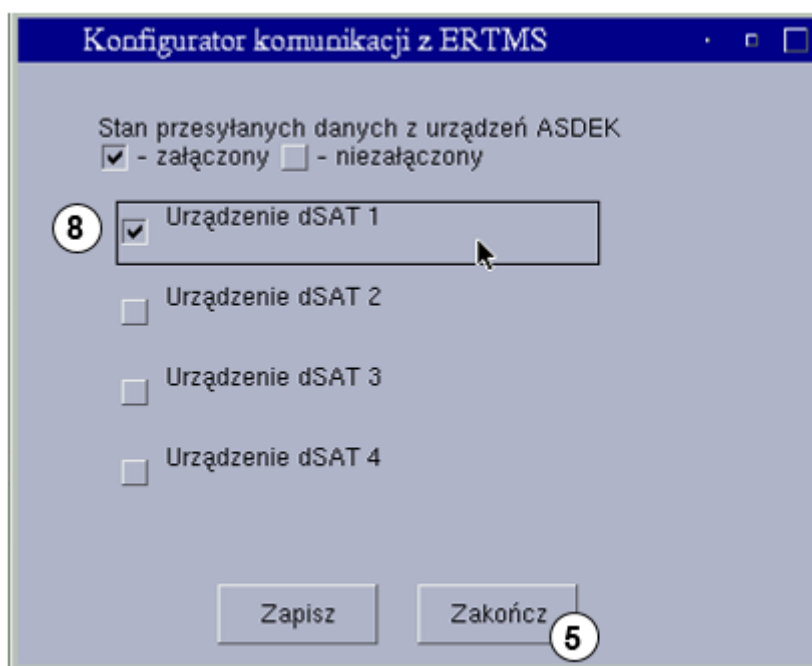 Konfigurator komunikacji z ERTMS
Stan przesyłanych danych z urządzeń ASDEK
- załączony - niezałączony
8
Urządzenie dSAT 1
Urządzenie dSAT 2
Urządzenie dSAT 3
Urządzenie dSAT 4
Zapisz Zakończ
5